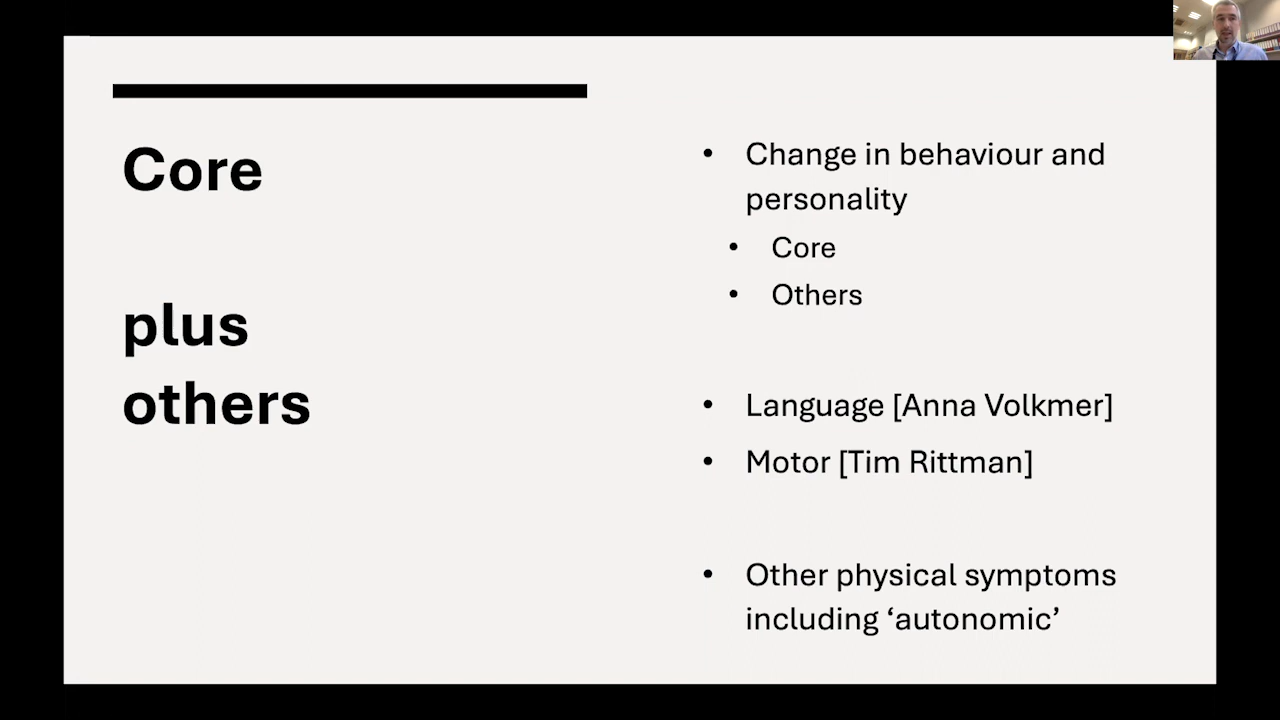 Core
plus
others
• Change in behaviour and
personality
• Core
• Others
• Language [Anna Volkmer]
• Motor [Tim Rittman]
• Other physical symptoms
including ‘autonomic’